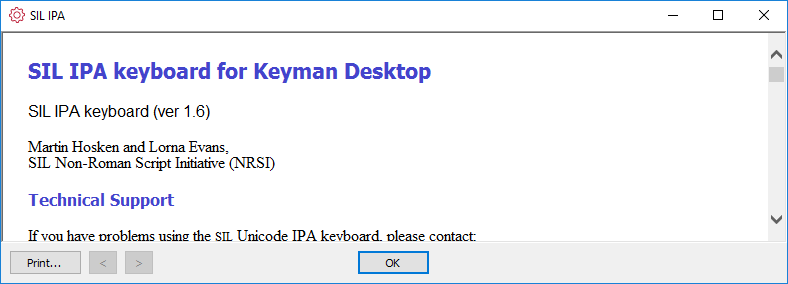 SIL IPA
SIL IPA keyboard for Keyman Desktop
SIL IPA keyboard (ver 1.6)
Martin Hosken and Lorna Evans,
SIL Non-Roman Script Initiative (NRSI)
Technical Support
If you have problems using the SIL Unicode IPA keyboard, please contact:
Print... < > OK